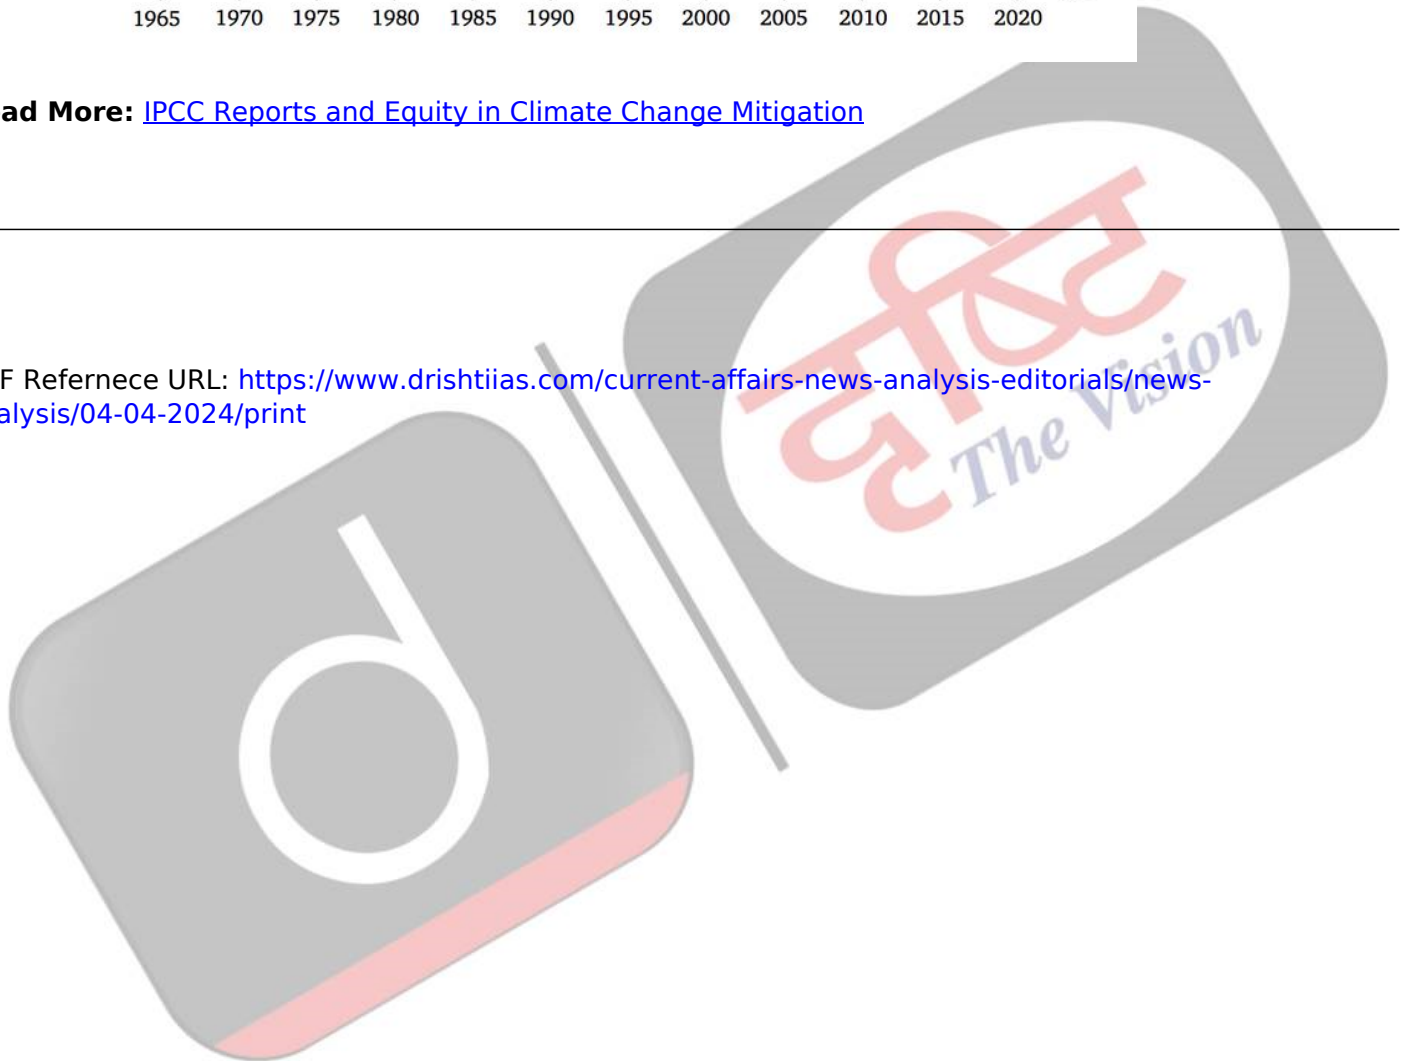 1965 1970 1975 1980 1985 1990 1995 2000 2005 2010 2015 2020
ad More: IPCC Reports and Equity in Climate Change Mitigation
दृष्टि
The Vision
F Refernece URL: https://www.drishtiias.com/current-affairs-news-analysis-editorials/news-
alysis/04-04-2024/print
d